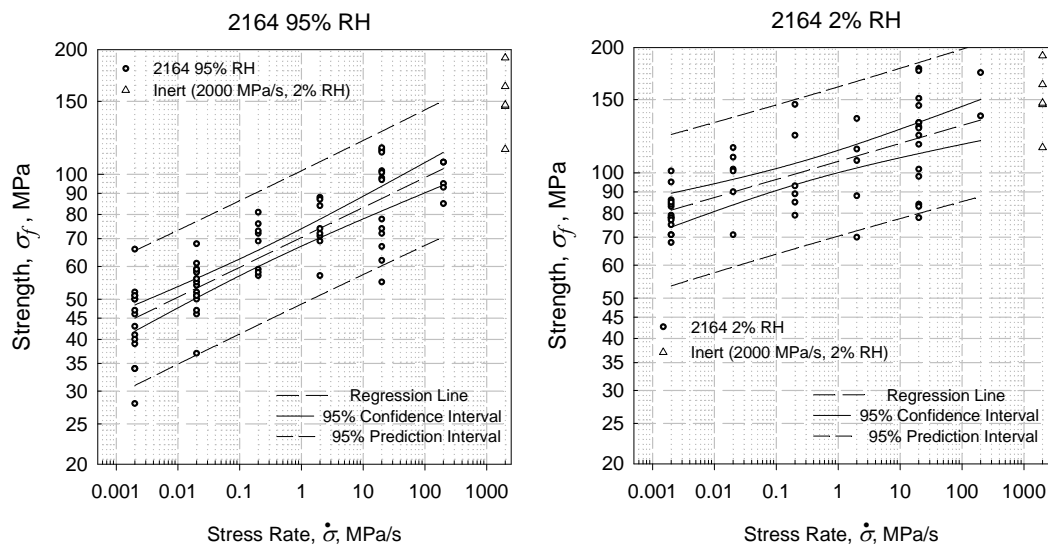 2164 95% RH
200
150
100
90
80
70
60
50
45
40
35
30
25
20
Strength, σf , MPa
2164 95% RH
Inert (2000 MPa/s, 2% RH)
Regression Line
95% Confidence Interval
95% Prediction Interval
0.001 0.01 0.1 1 10 100 1000
Stress Rate, σ̇, MPa/s
2164 2% RH
200
150
100
90
80
70
60
50
45
40
35
30
25
20
Strength, σf , MPa
2164 2% RH
Inert (2000 MPa/s, 2% RH)
Regression Line
95% Confidence Interval
95% Prediction Interval
0.001 0.01 0.1 1 10 100 1000
Stress Rate, σ̇, MPa/s